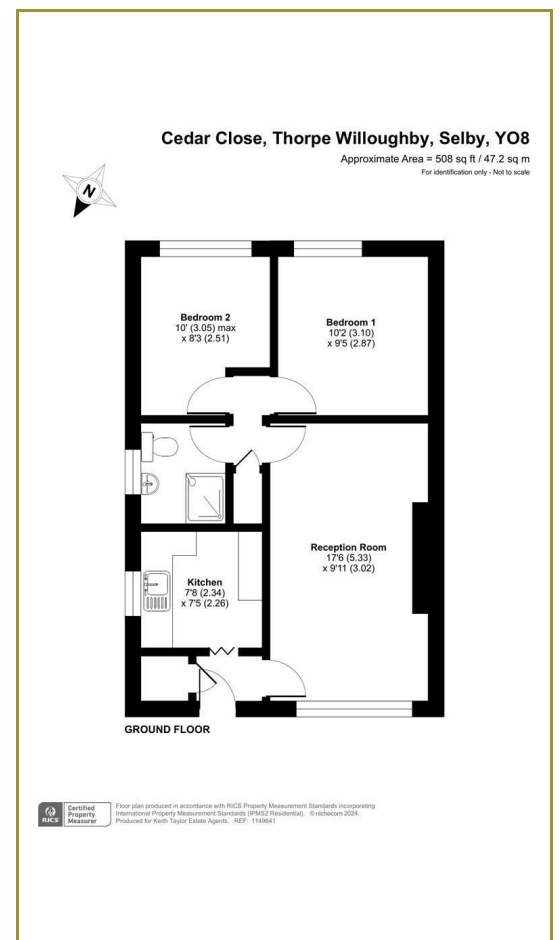 Cedar Close, Thorpe Willoughby, Selby, YO8
Approximate Area = 508 sq ft / 47.2 sq m
For identification only - Not to scale
N
Bedroom 2
10' (3.05) max
x 8'3 (2.51)
Bedroom 1
10'2 (3.10)
x 9'5 (2.87)
Reception Room
17'6 (5.33)
x 9'11 (3.02)
Kitchen
7'8 (2.34)
x 7'5 (2.26)
GROUND FLOOR
RICS
Certified
Property
Measurer
Floor plan produced in accordance with RICS Property Measurement Standards incorporating
International Property Measurement Standards (IPMS2 Residential). © ntchecom 2024.
Produced for Keith Taylor Estate Agents. REF: 1149641